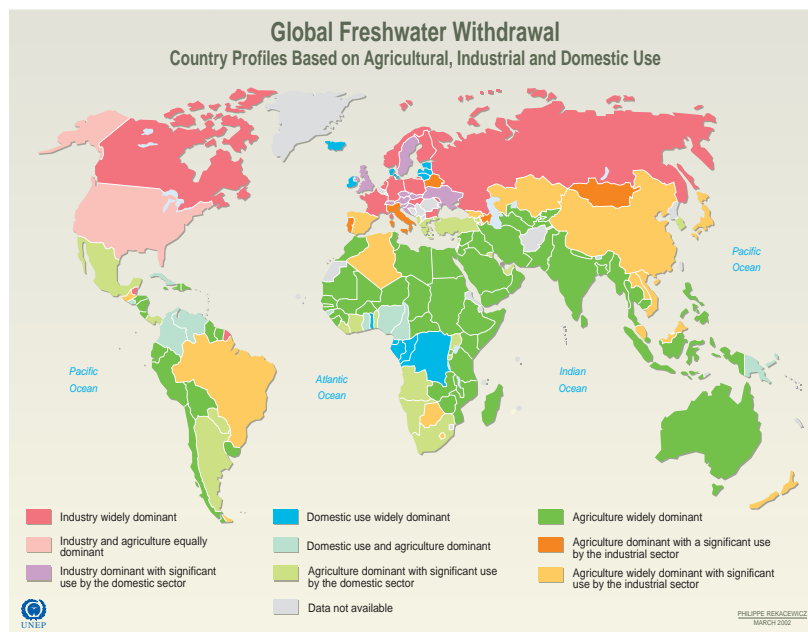 Global Freshwater Withdrawal
Country Profiles Based on Agricultural, Industrial and Domestic Use
Pacific
Ocean
Pacific
Ocean
Atlantic
Ocean
Indian
Ocean
Industry widely dominant
Industry and agriculture equally
dominant
Industry dominant with significant
use by the domestic sector
Domestic use widely dominant
Domestic use and agriculture dominant
Agriculture dominant with significant use
by the domestic sector
Data not available
Agriculture widely dominant
Agriculture dominant with a significant use
by the industrial sector
Agriculture widely dominant with significant
use by the industrial sector
UNEP
PHILIPPE REKACEWICZ
MARCH 2002